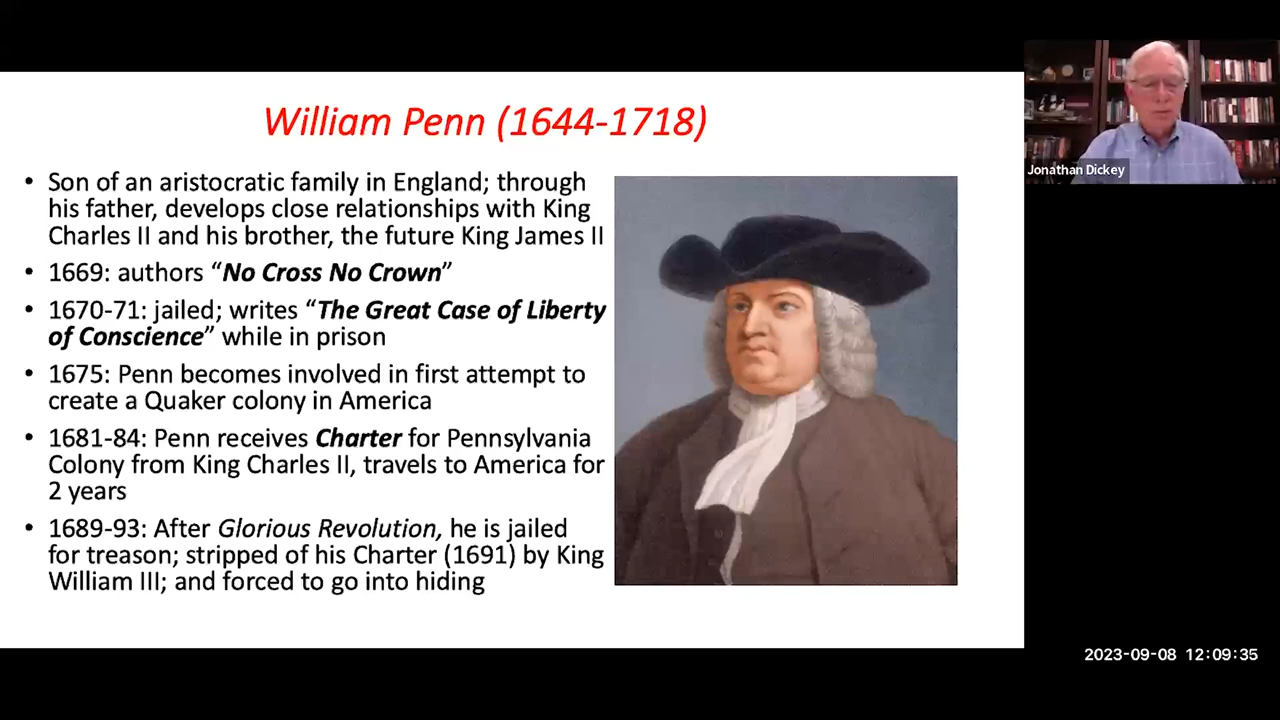 William Penn (1644-1718)
• Son of an aristocratic family in England; through
his father, develops close relationships with King
Charles II and his brother, the future King James II
• 1669: authors “No Cross No Crown”
• 1670-71: jailed; writes “The Great Case of Liberty
of Conscience” while in prison
• 1675: Penn becomes involved in first attempt to
create a Quaker colony in America
• 1681-84: Penn receives Charter for Pennsylvania
Colony from King Charles II, travels to America for
2 years
• 1689-93: After Glorious Revolution, he is jailed
for treason; stripped of his Charter (1691) by King
William III; and forced to go into hiding
Jonathan Dickey
2023-09-08 12:09:35